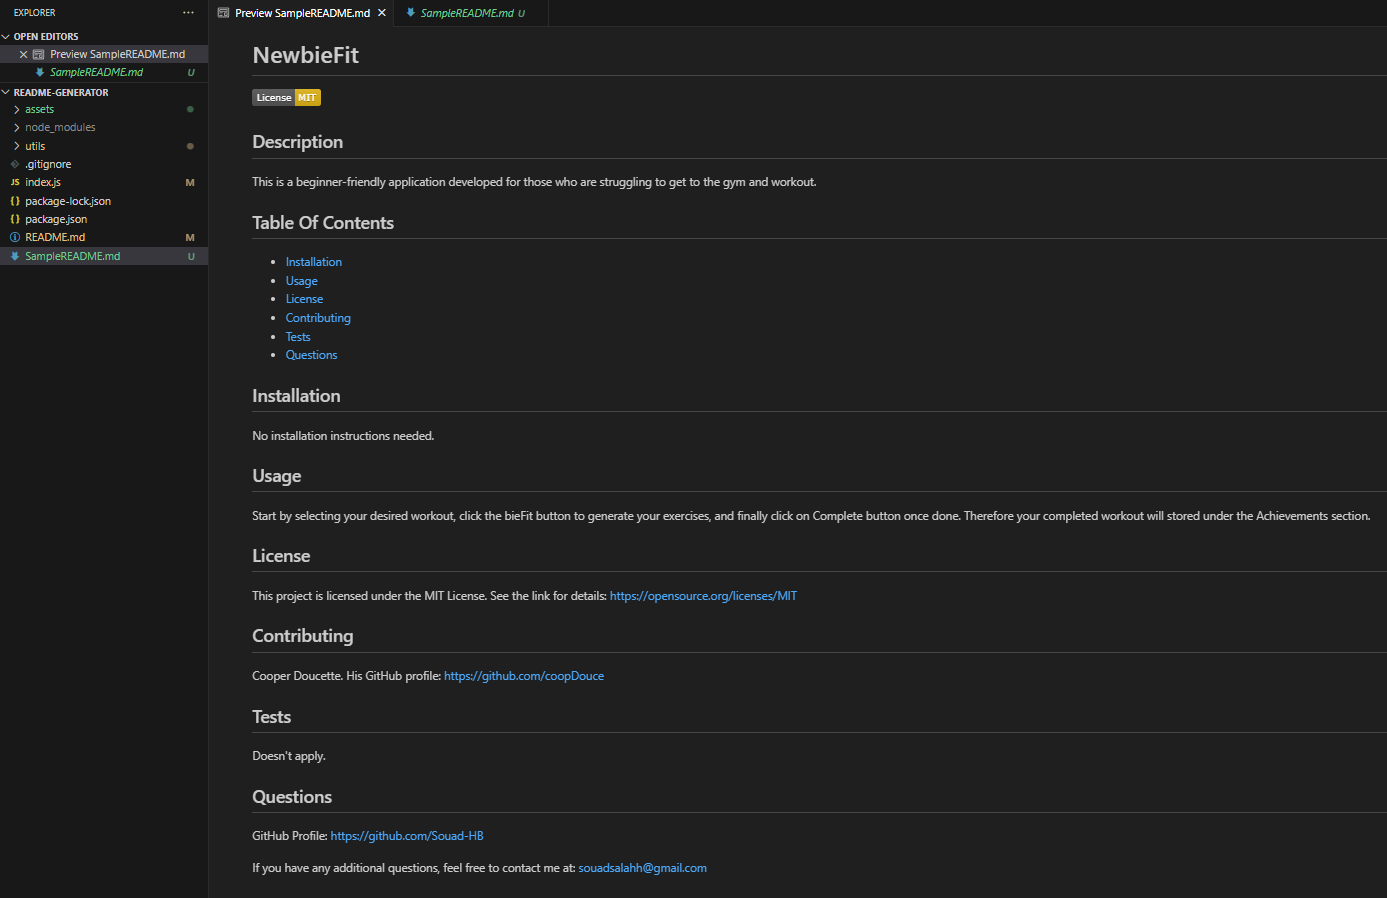 EXPLORER ···
OPEN EDITORS
Preview SampleREADME.md
SampleREADME.md U
README-GENERATOR
assets
node_modules
utils
.gitignore
JS index.js M
{} package-lock.json
{} package.json
README.md M
SampleREADME.md U
Preview SampleREADME.md
SampleREADME.md U
NewbieFit
License MIT
Description
This is a beginner-friendly application developed for those who are struggling to get to the gym and workout.
Table Of Contents
• Installation
• Usage
• License
• Contributing
• Tests
• Questions
Installation
No installation instructions needed.
Usage
Start by selecting your desired workout, click the bieFit button to generate your exercises, and finally click on Complete button once done. Therefore your completed workout will stored under the Achievements section.
License
This project is licensed under the MIT License. See the link for details: https://opensource.org/licenses/MIT
Contributing
Cooper Doucette. His GitHub profile: https://github.com/coopDouce
Tests
Doesn't apply.
Questions
GitHub Profile: https://github.com/Souad-HB
If you have any additional questions, feel free to contact me at: souadsalahh@gmail.com